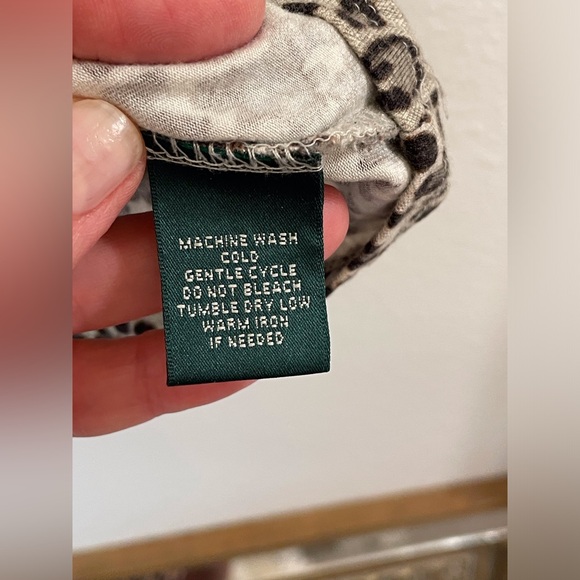 MACHINE WASH
COLD
GENTLE CYCLE
DO NOT BLEACH
TUMBLE DRY LOW
WARM IRON
IF NEEDED